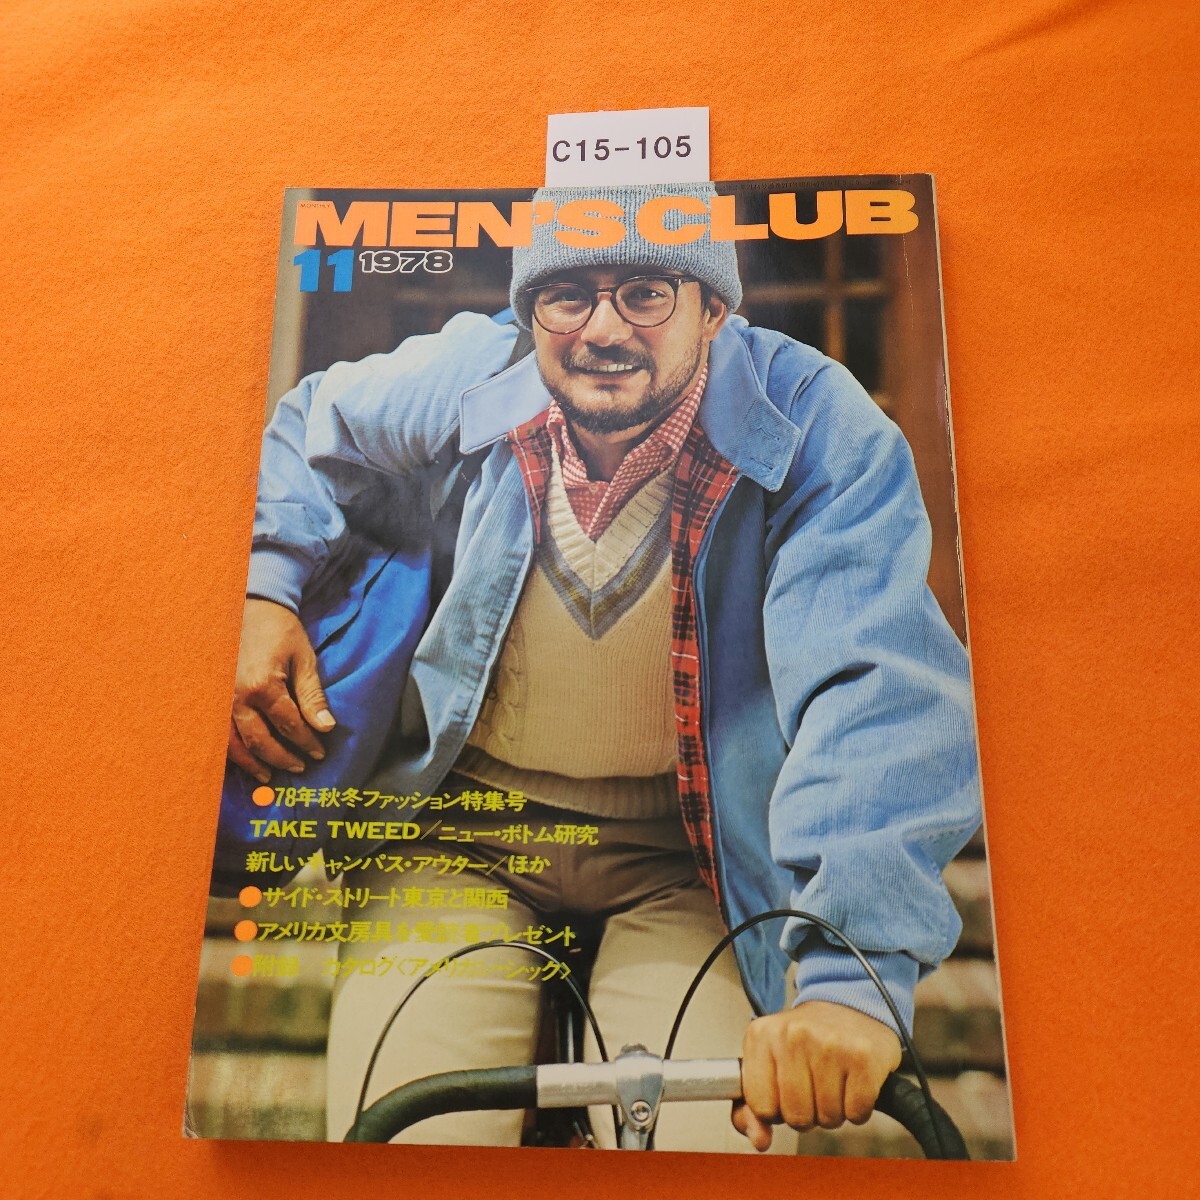 C15-105
MONTHLY
MEN'S CLUB
11 1978
●78年秋冬ファッション特集号
TAKE TWEED/ニュー・ボトム研究
新しいキャンパス・アウター/ほか
●サイド・ストリート東京と関西
●アメリカ文房具を愛読者プレゼント
●附録 カタログ〈アメリカン・シック〉